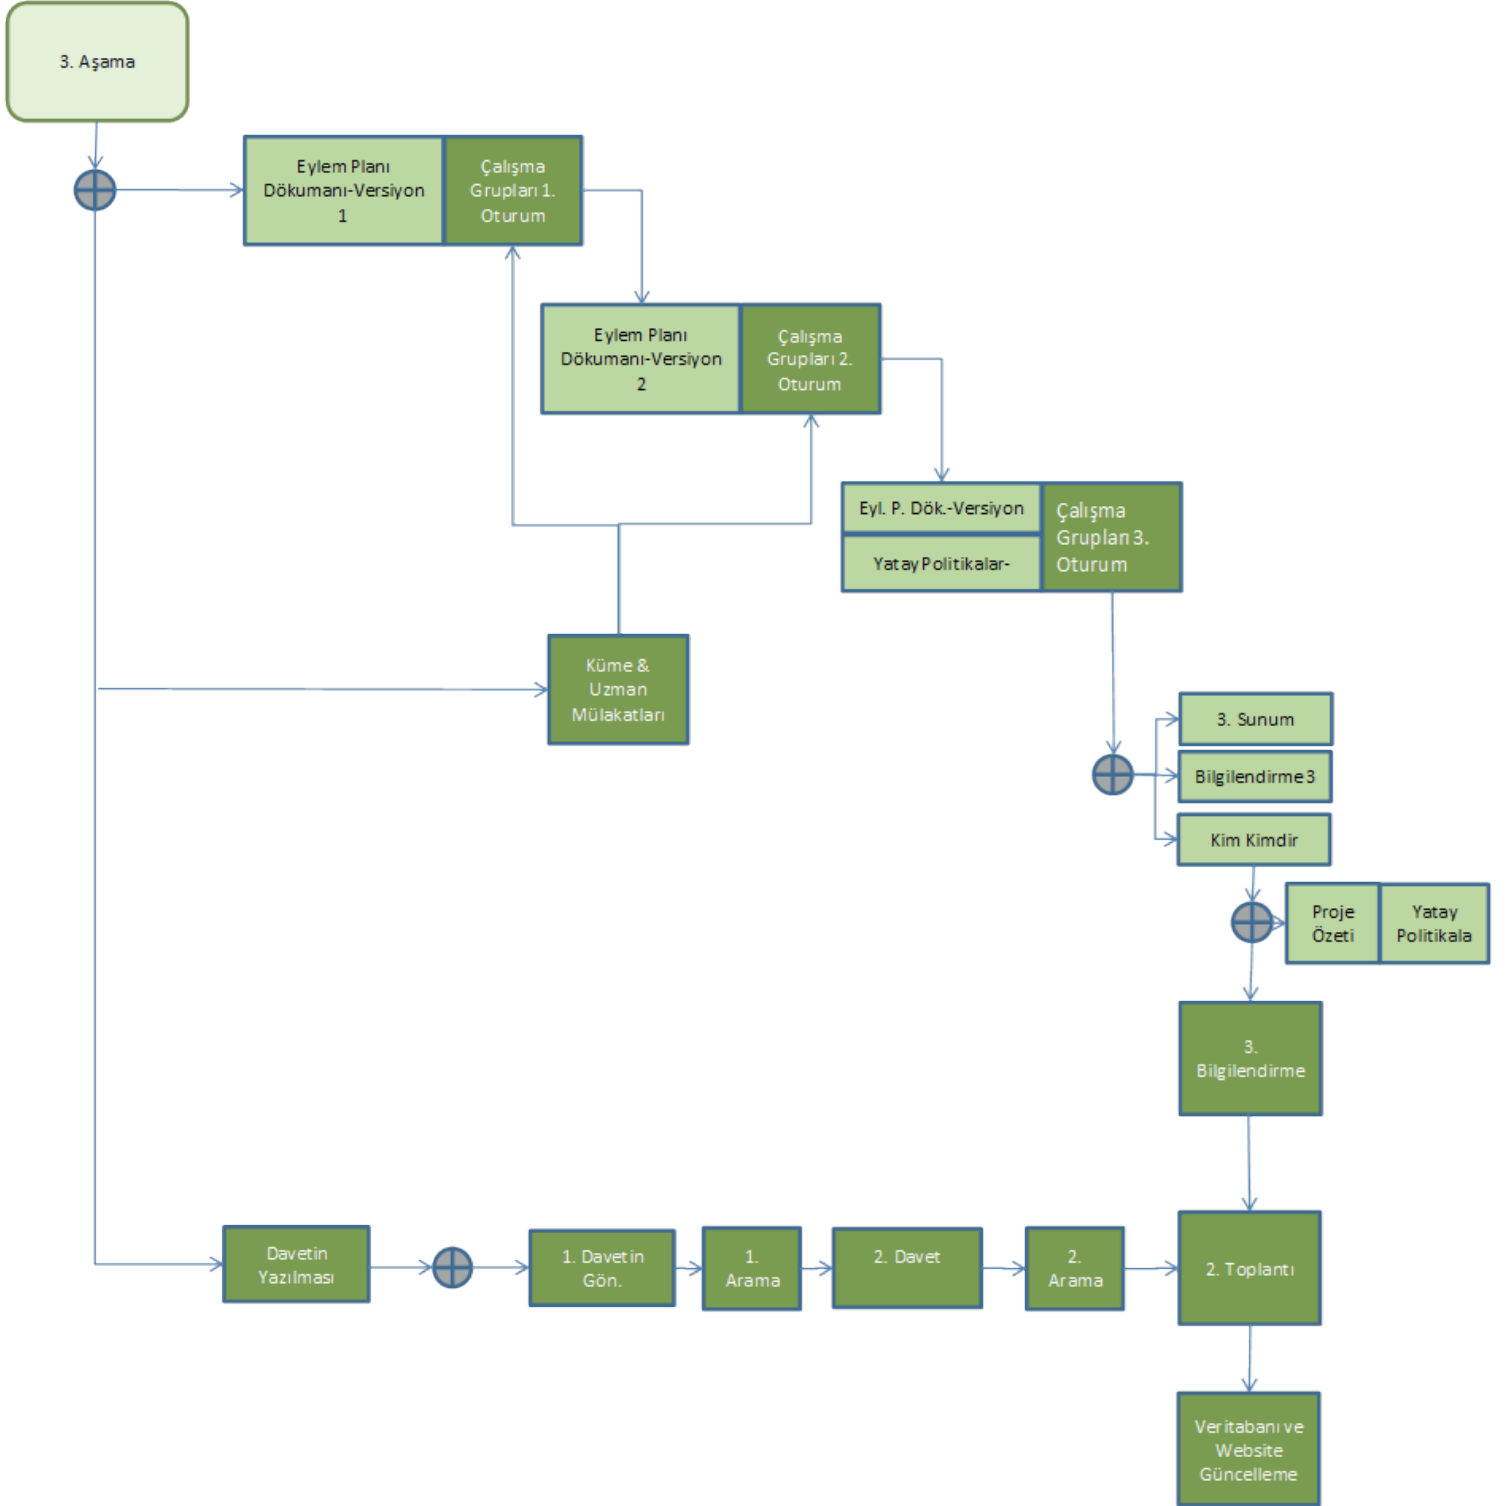 3. Aşama
Eylem Planı
Dökumanı-Versiyon
1
Çalışma
Grupları 1.
Oturum
Eylem Planı
Dökumanı-Versiyon
2
Çalışma
Grupları 2.
Oturum
Eyl. P. Dök.-Versiyon
Yatay Politikalar-
Çalışma
Grupları 3.
Oturum
Küme &
Uzman
Mülakatları
3. Sunum
Bilgilendirme 3
Kim Kimdir
Proje
Özeti
Yatay
Politikala
3.
Bilgilendirme
Davetin
Yazılması
1. Davetin
Gön.
1.
Arama
2. Davet
2.
Arama
2. Toplantı
Veritabanı ve
Website
Güncelleme